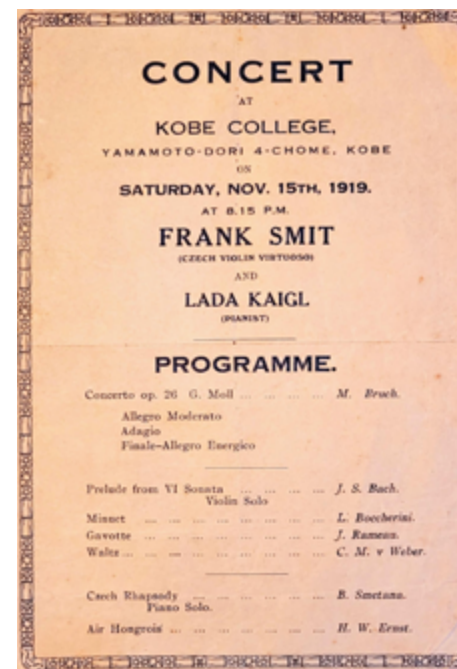 CONCERT
AT
KOBE COLLEGE,
YAMAMOTO-DORI 4-CHOME, KOBE
ON
SATURDAY, NOV. 15TH, 1919.
AT 8.15 P.M.
FRANK SMIT
(CZECH VIOLIN VIRTUOSO)
AND
LADA KAIGL
(PIANIST)
PROGRAMME.
Concerto op. 26 G. Moll ... ... ... ... M. Bruch.
Allegro Moderato
Adagio
Finale–Allegro Energico
Prelude from VI Sonata ... ... ... ... J. S. Bach.
Violin Solo
Minuet ... ... ... ... ... ... ... ... L. Boccherini.
Gavotte ... ... ... ... ... ... ... ... J. Rameau.
Waltz ... ... ... ... ... ... ... ... C. M. v Weber.
Czech Rhapsody ... ... ... ... ... ... B. Smetana.
Piano Solo.
Air Hongrois ... ... ... ... ... ... ... H. W. Ernst.